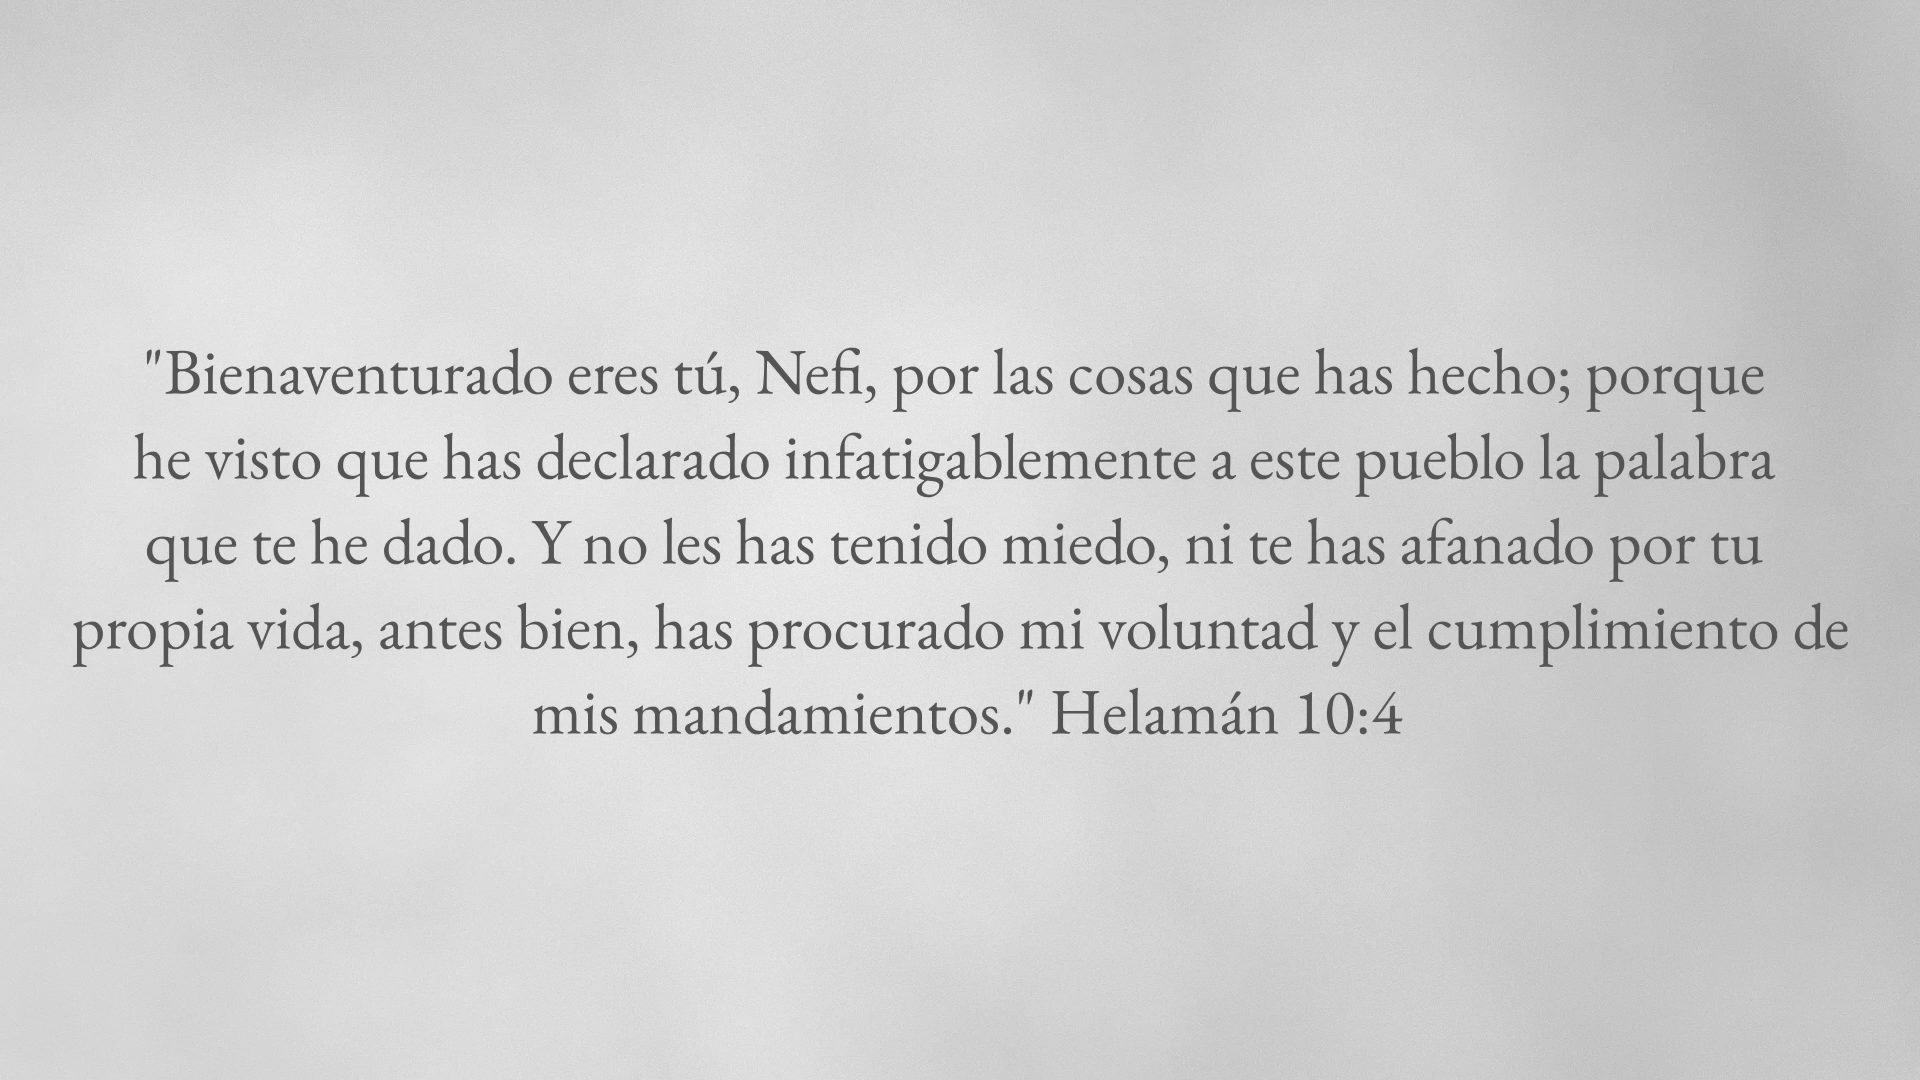 "Bienaventurado eres tú, Nefi, por las cosas que has hecho; porque
he visto que has declarado infatigablemente a este pueblo la palabra
que te he dado. Y no les has tenido miedo, ni te has afanado por tu
propia vida, antes bien, has procurado mi voluntad y el cumplimiento de
mis mandamientos." Helamán 10:4